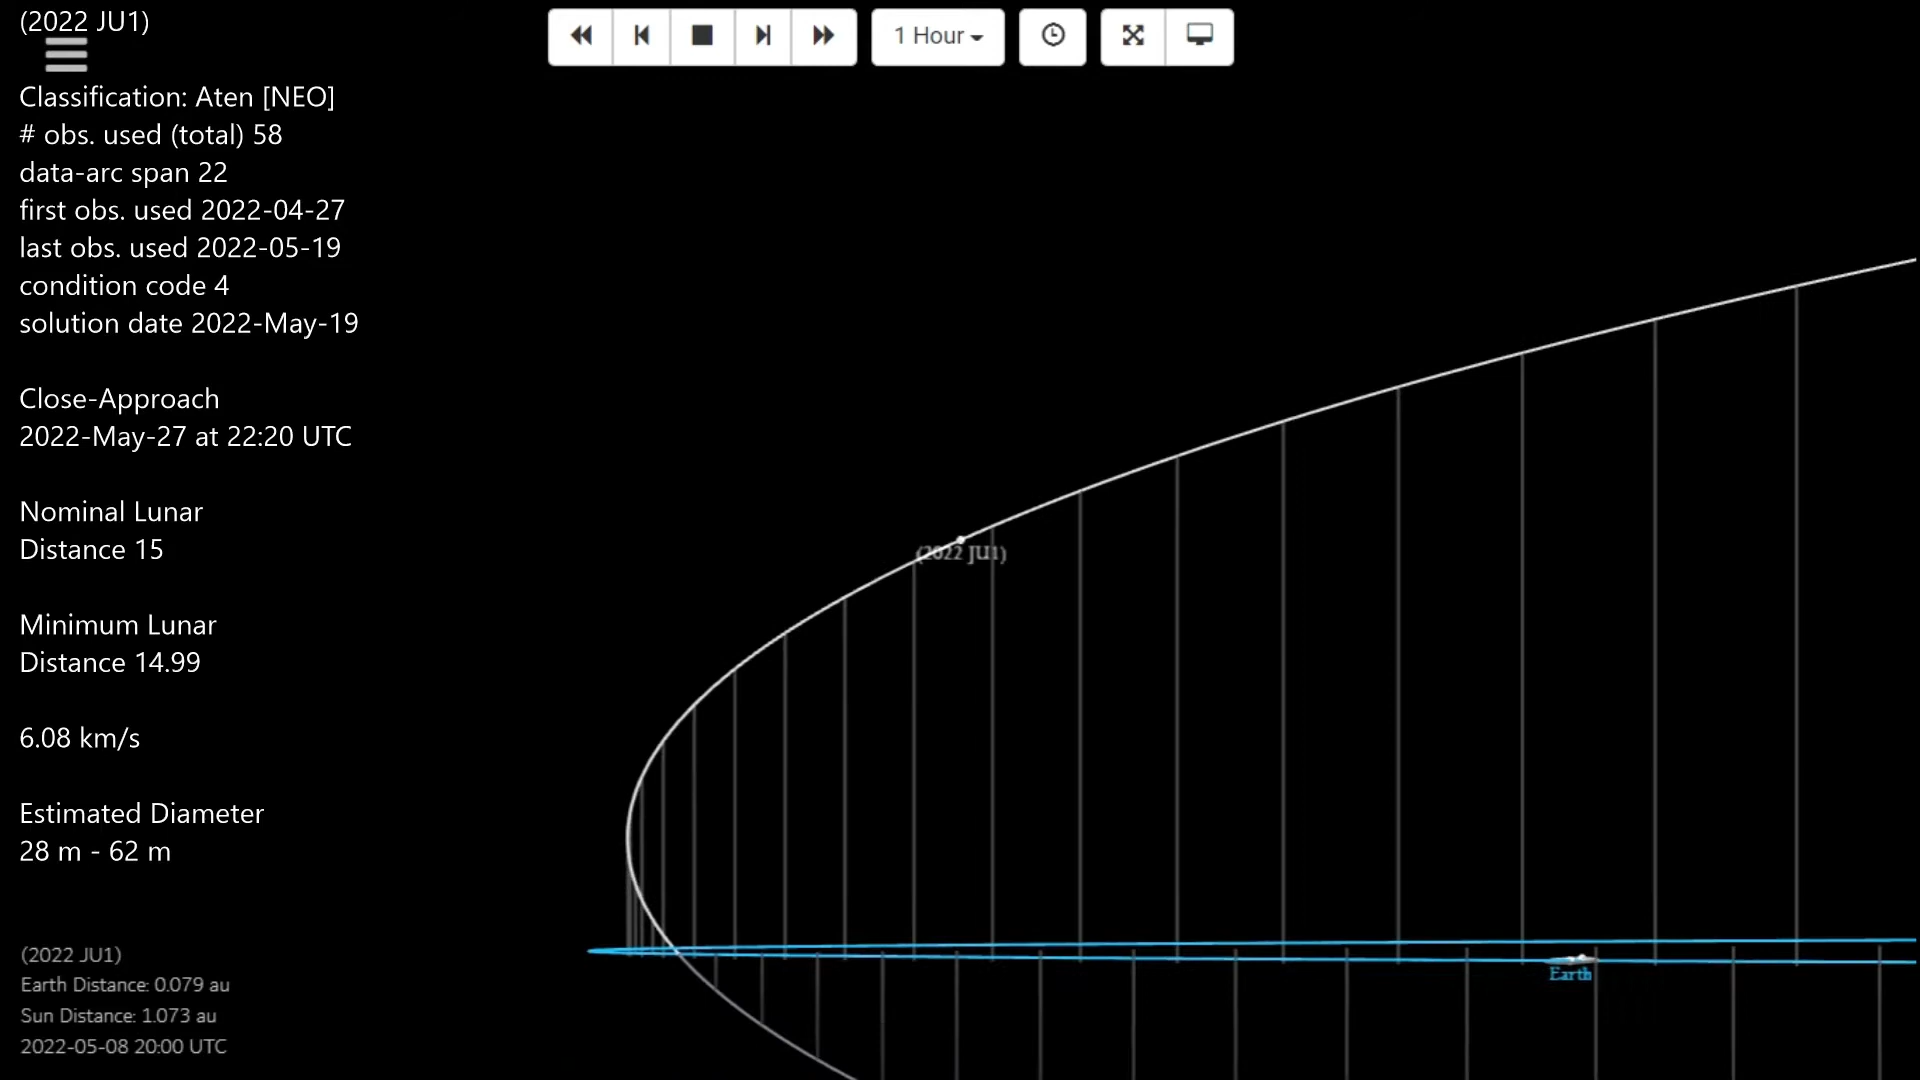 (2022 JU1)
1 Hour
Classification: Aten [NEO]
# obs. used (total) 58
data-arc span 22
first obs. used 2022-04-27
last obs. used 2022-05-19
condition code 4
solution date 2022-May-19
Close-Approach
2022-May-27 at 22:20 UTC
Nominal Lunar
Distance 15
Minimum Lunar
Distance 14.99
6.08 km/s
Estimated Diameter
28 m - 62 m
(2022 JU1)
Earth
(2022 JU1)
Earth Distance: 0.079 au
Sun Distance: 1.073 au
2022-05-08 20:00 UTC